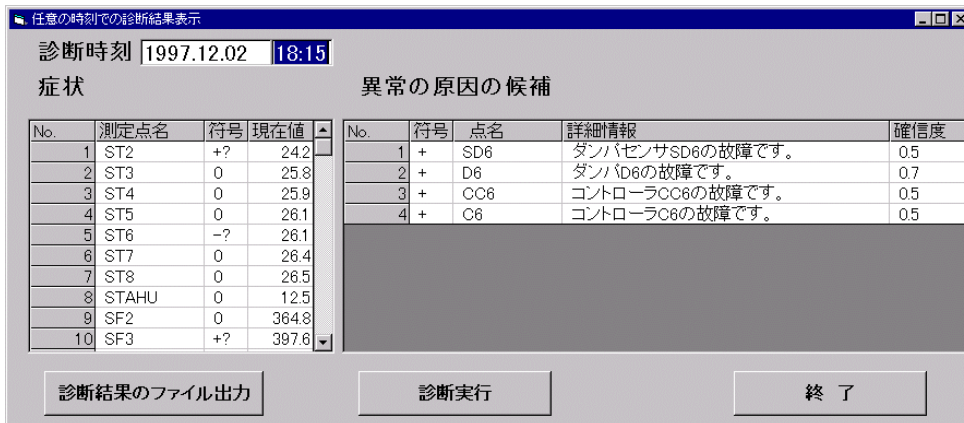 任意の時刻での診断結果表示
診断時刻 1997.12.02 18:15
症状
異常の原因の候補
No. 測定点名 符号 現在値
1 ST2 +? 24.2
2 ST3 0 25.8
3 ST4 0 25.9
4 ST5 0 26.1
5 ST6 -? 26.1
6 ST7 0 26.4
7 ST8 0 26.5
8 STAHU 0 12.5
9 SF2 0 364.8
10 SF3 +? 397.6
No. 符号 点名 詳細情報 確信度
1 + SD6 ダンパセンサSD6の故障です。 0.5
2 + D6 ダンパD6の故障です。 0.7
3 + CC6 コントローラCC6の故障です。 0.5
4 + C6 コントローラC6の故障です。 0.5
診断結果のファイル出力
診断実行
終 了